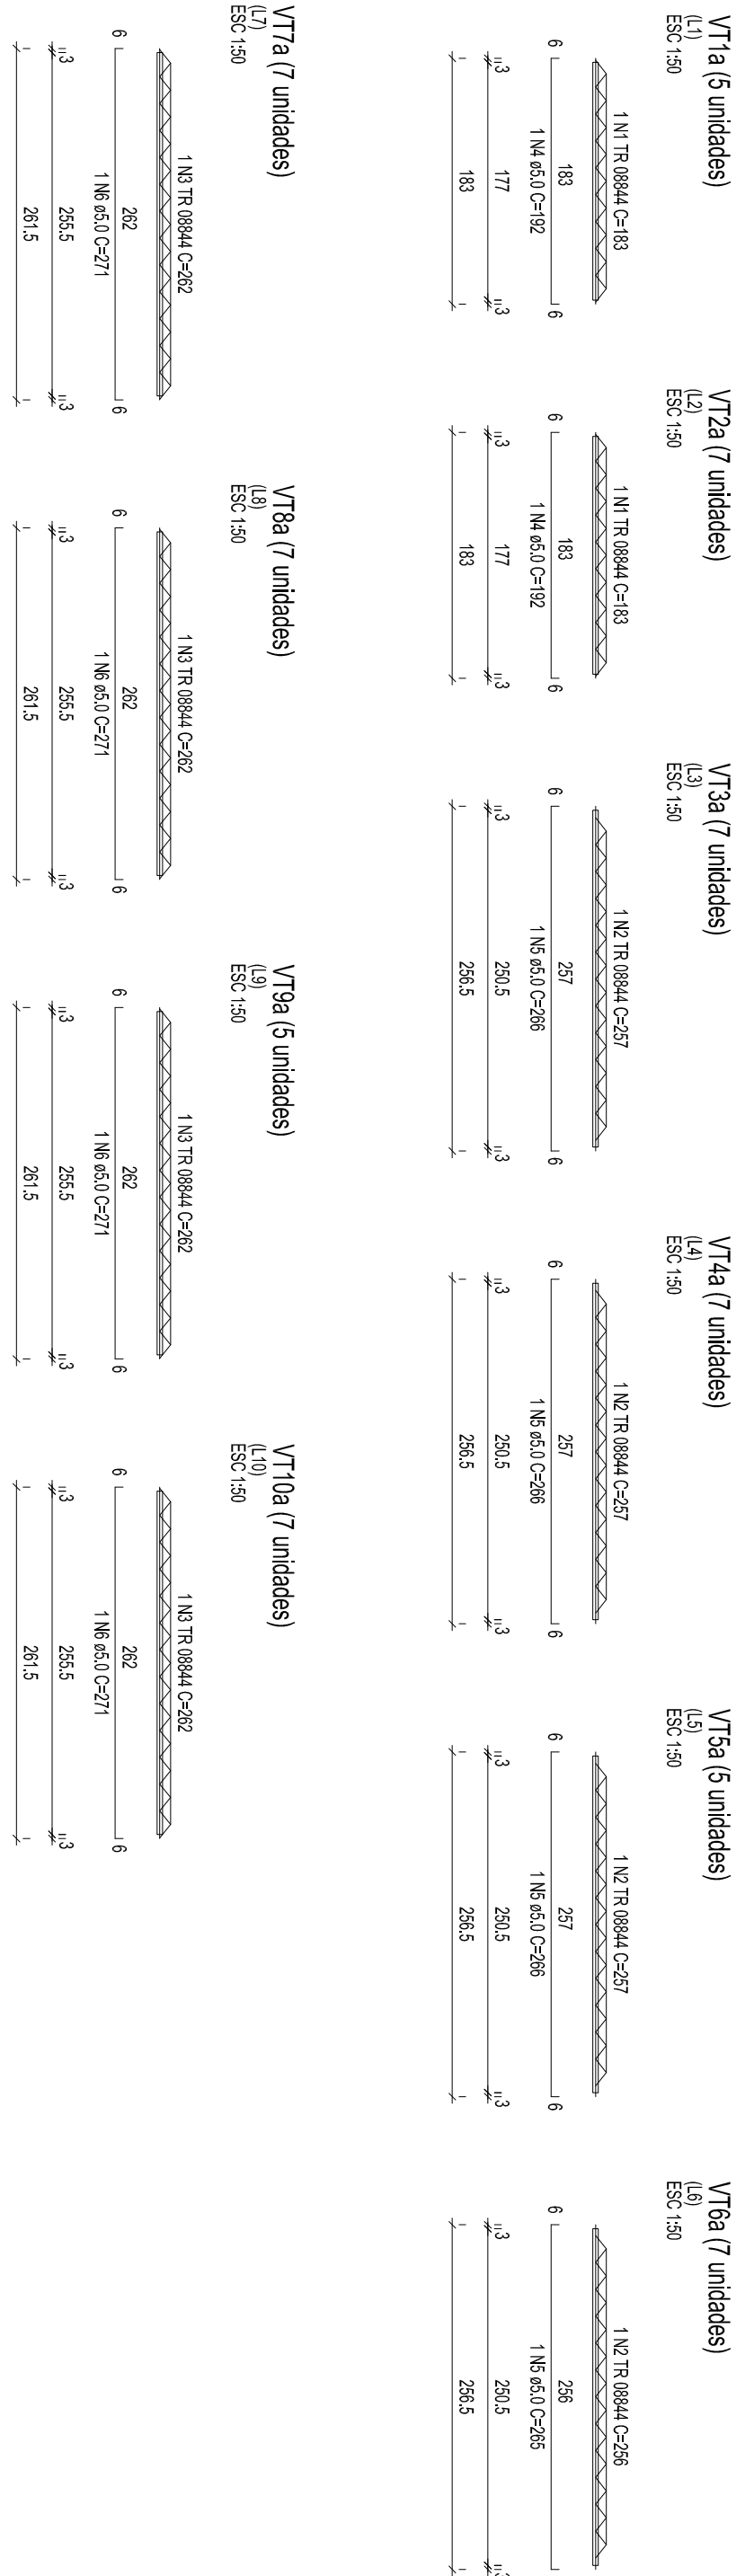 VT1a (5 unidades)
(L1)
ESC 1:50
1 N1 TR 08844 C=183
6
183
6
1 N4 ø5.0 C=192
3
177
3
183
VT2a (7 unidades)
(L2)
ESC 1:50
1 N1 TR 08844 C=183
6
183
6
1 N4 ø5.0 C=192
3
177
3
183
VT3a (7 unidades)
(L3)
ESC 1:50
1 N2 TR 08844 C=257
6
257
6
1 N5 ø5.0 C=266
3
250.5
3
256.5
VT4a (7 unidades)
(L4)
ESC 1:50
1 N2 TR 08844 C=257
6
257
6
1 N5 ø5.0 C=266
3
250.5
3
256.5
VT5a (5 unidades)
(L5)
ESC 1:50
1 N2 TR 08844 C=257
6
257
6
1 N5 ø5.0 C=266
3
250.5
3
256.5
VT6a (7 unidades)
(L6)
ESC 1:50
1 N2 TR 08844 C=256
6
256
1 N5 ø5.0 C=265
3
250.5
256.5
VT7a (7 unidades)
(L7)
ESC 1:50
1 N3 TR 08844 C=262
6
262
6
1 N6 ø5.0 C=271
3
255.5
3
261.5
VT8a (7 unidades)
(L8)
ESC 1:50
1 N3 TR 08844 C=262
6
262
6
1 N6 ø5.0 C=271
3
255.5
3
261.5
VT9a (5 unidades)
(L9)
ESC 1:50
1 N3 TR 08844 C=262
6
262
6
1 N6 ø5.0 C=271
3
255.5
3
261.5
VT10a (7 unidades)
(L10)
ESC 1:50
1 N3 TR 08844 C=262
6
262
6
1 N6 ø5.0 C=271
3
255.5
3
261.5